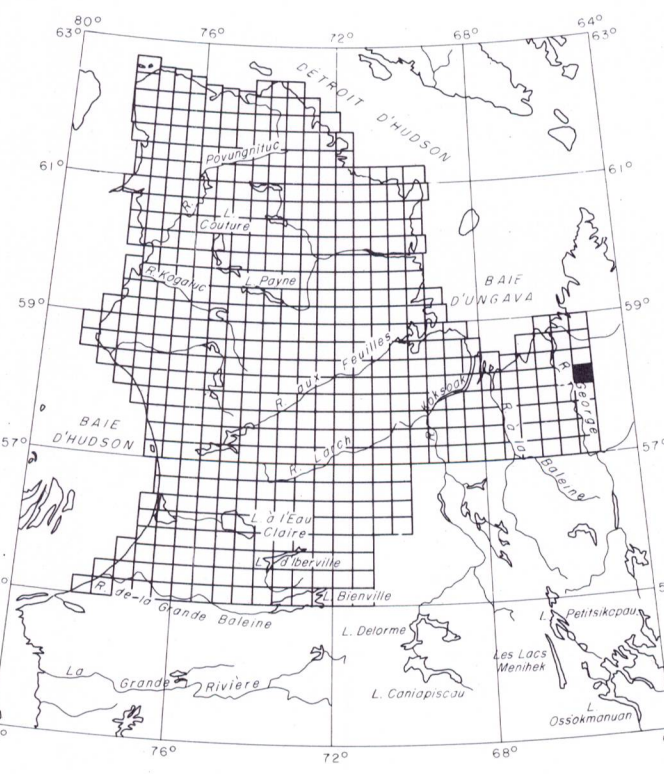 80°
76°
72°
68°
64°
63°
63°
DÉTROIT D'HUDSON
Povungnituc
R.
61°
61°
L.
Couture
R. Kogaluc
L. Payne
BAIE
D'UNGAVA
59°
59°
R. aux Feuilles
Koksoak
R. à la Baleine
R. George
BAIE
D'HUDSON
57°
57°
R. Larch
L. à l'Eau
Claire
L. d'Iberville
R. de-la Grande Baleine
L. Bienville
L. Delorme
L. Petitsikapau
Les Lacs
Menihek
La Grande Rivière
L. Caniapiscau
L.
Ossokmanuan
76°
72°
68°